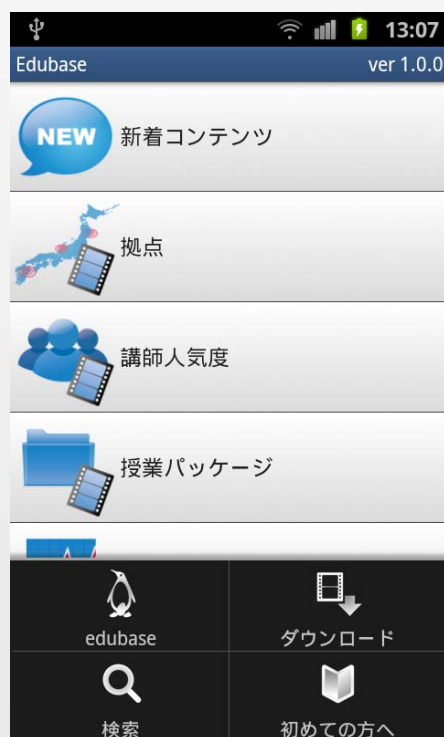 13:07
Edubase ver 1.0.0
NEW 新着コンテンツ
拠点
講師人気度
授業パッケージ
edubase ダウンロード
検索 初めての方へ